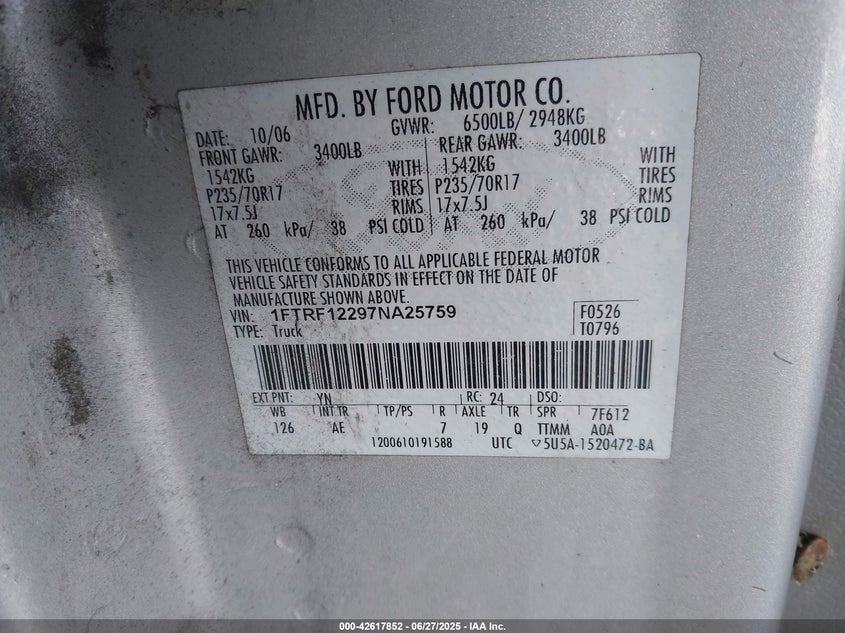 MFD. BY FORD MOTOR CO.
DATE: 10/06 GVWR: 6500LB/ 2948KG
FRONT GAWR: 3400LB REAR GAWR: 3400LB
1542KG WITH 1542KG WITH
P235/70R17 TIRES P235/70R17 TIRES
17x7.5J RIMS 17x7.5J RIMS
AT 260 kPa/ 38 PSI COLD AT 260 kPa/ 38 PSI COLD
THIS VEHICLE CONFORMS TO ALL APPLICABLE FEDERAL MOTOR
VEHICLE SAFETY STANDARDS IN EFFECT ON THE DATE OF
MANUFACTURE SHOWN ABOVE.
VIN: 1FTRF12297NA25759 F0526
TYPE: Truck T0796
EXT PNT: YN RC: 24 DSO:
WB INT TR TP/PS R AXLE TR SPR 7F612
126 AE 7 19 Q TTMM A0A
1200610191588 UTC ▽5U5A-1520472-BA
000-42617852 - 06/27/2025 - IAA Inc.